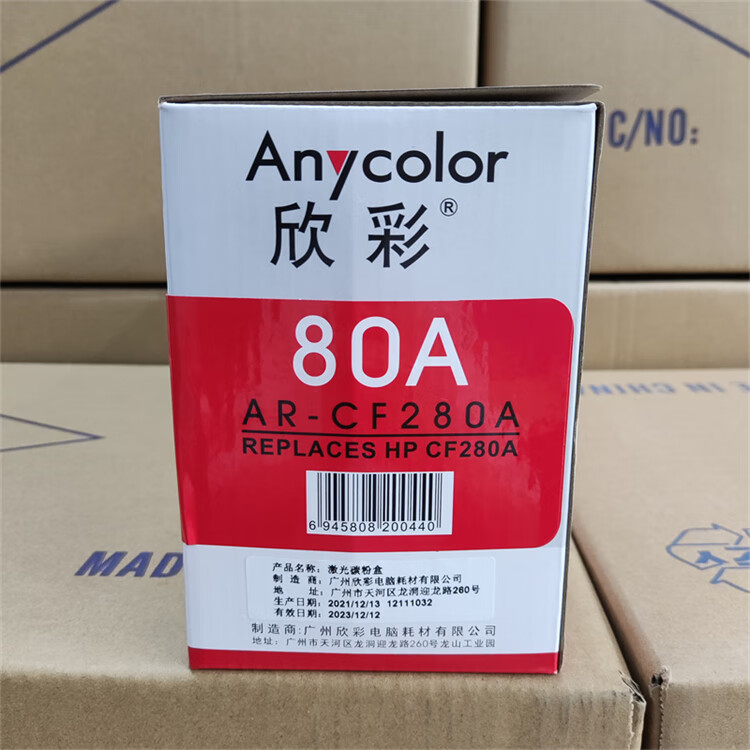 Anycolor
欣彩®
80A
AR-CF280A
REPLACES HP CF280A
6 945808 200440
产品名称: 激光碳粉盒
制造商: 广州欣彩电脑耗材有限公司
地址: 广州市天河区龙洞迎龙路260号
生产日期: 2021/12/13 12111032
有效日期: 2023/12/12
制造商:广州欣彩电脑耗材有限公司
地址: 广州市天河区龙洞迎龙路260号龙山工业园
C/NO:
MAD
E IN CHIN